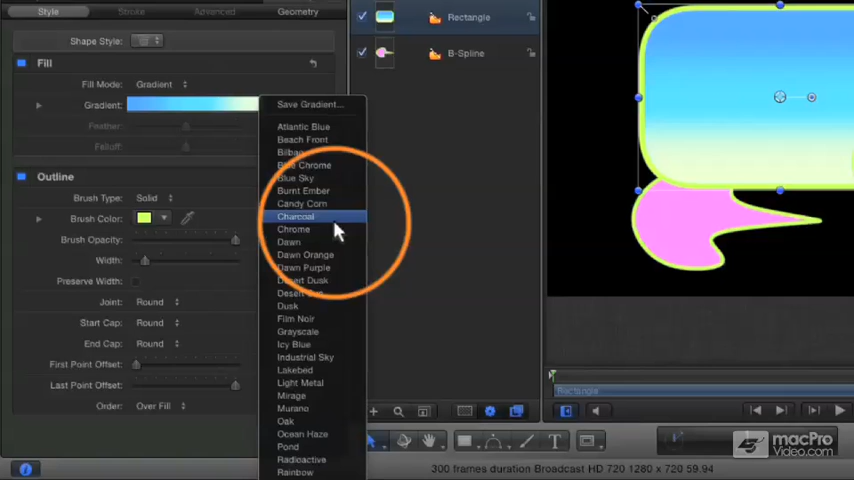 Style
Stroke
Advanced
Geometry
Shape Style:
Fill
Fill Mode: Gradient
Gradient:
Feather:
Falloff:
Outline
Brush Type: Solid
Brush Color:
Brush Opacity:
Width:
Preserve Width:
Joint: Round
Start Cap: Round
End Cap: Round
First Point Offset:
Last Point Offset:
Order: Over Fill
Save Gradient...
Atlantic Blue
Beach Front
Bilbao
Blue Chrome
Blue Sky
Burnt Ember
Candy Corn
Charcoal
Chrome
Dawn
Dawn Orange
Dawn Purple
Desert Dusk
Desert Sun
Dusk
Film Noir
Grayscale
Icy Blue
Industrial Sky
Lakebed
Light Metal
Mirage
Murano
Oak
Ocean Haze
Pond
Radioactive
Rainbow
Rectangle
B-Spline
Rectangle
T
macPro
Video.com
300 frames duration Broadcast HD 720 1280 x 720 59.94